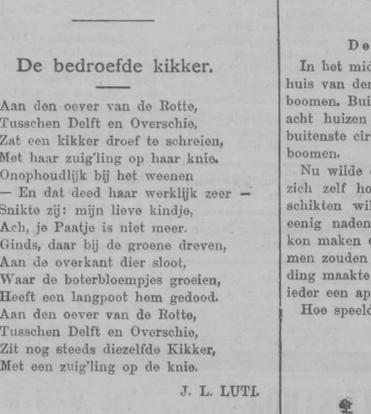 De bedroefde kikker.
Aan den oever van de Rotte,
Tusschen Delft en Overschie,
Zat een kikker droef te schreien,
Met haar zuig'ling op haar knie.
Onophoudlijk bij het weenen
— En dat deed haar werklijk zeer —
Snikte zij: mijn lieve kindje,
Ach, je Paatje is niet meer.
Ginds, daar bij de groene dreven,
Aan de overkant dier sloot,
Waar de boterbloempjes groeien,
Heeft een langpoot hem gedood.
Aan den oever van de Rotte,
Tusschen Delft en Overschie,
Zit nog steeds diezelfde Kikker,
Met een zuig'ling op de knie.
J. L. LUTI.
De
In het mid
huis van der
boomen. Bui
acht huizen
buitenste cir
boomen.
Nu wilde
zich zelf ho
schikten wi
eenig naden
kon maken
men zouden
ding maakte
ieder een ap
Hoe speeld